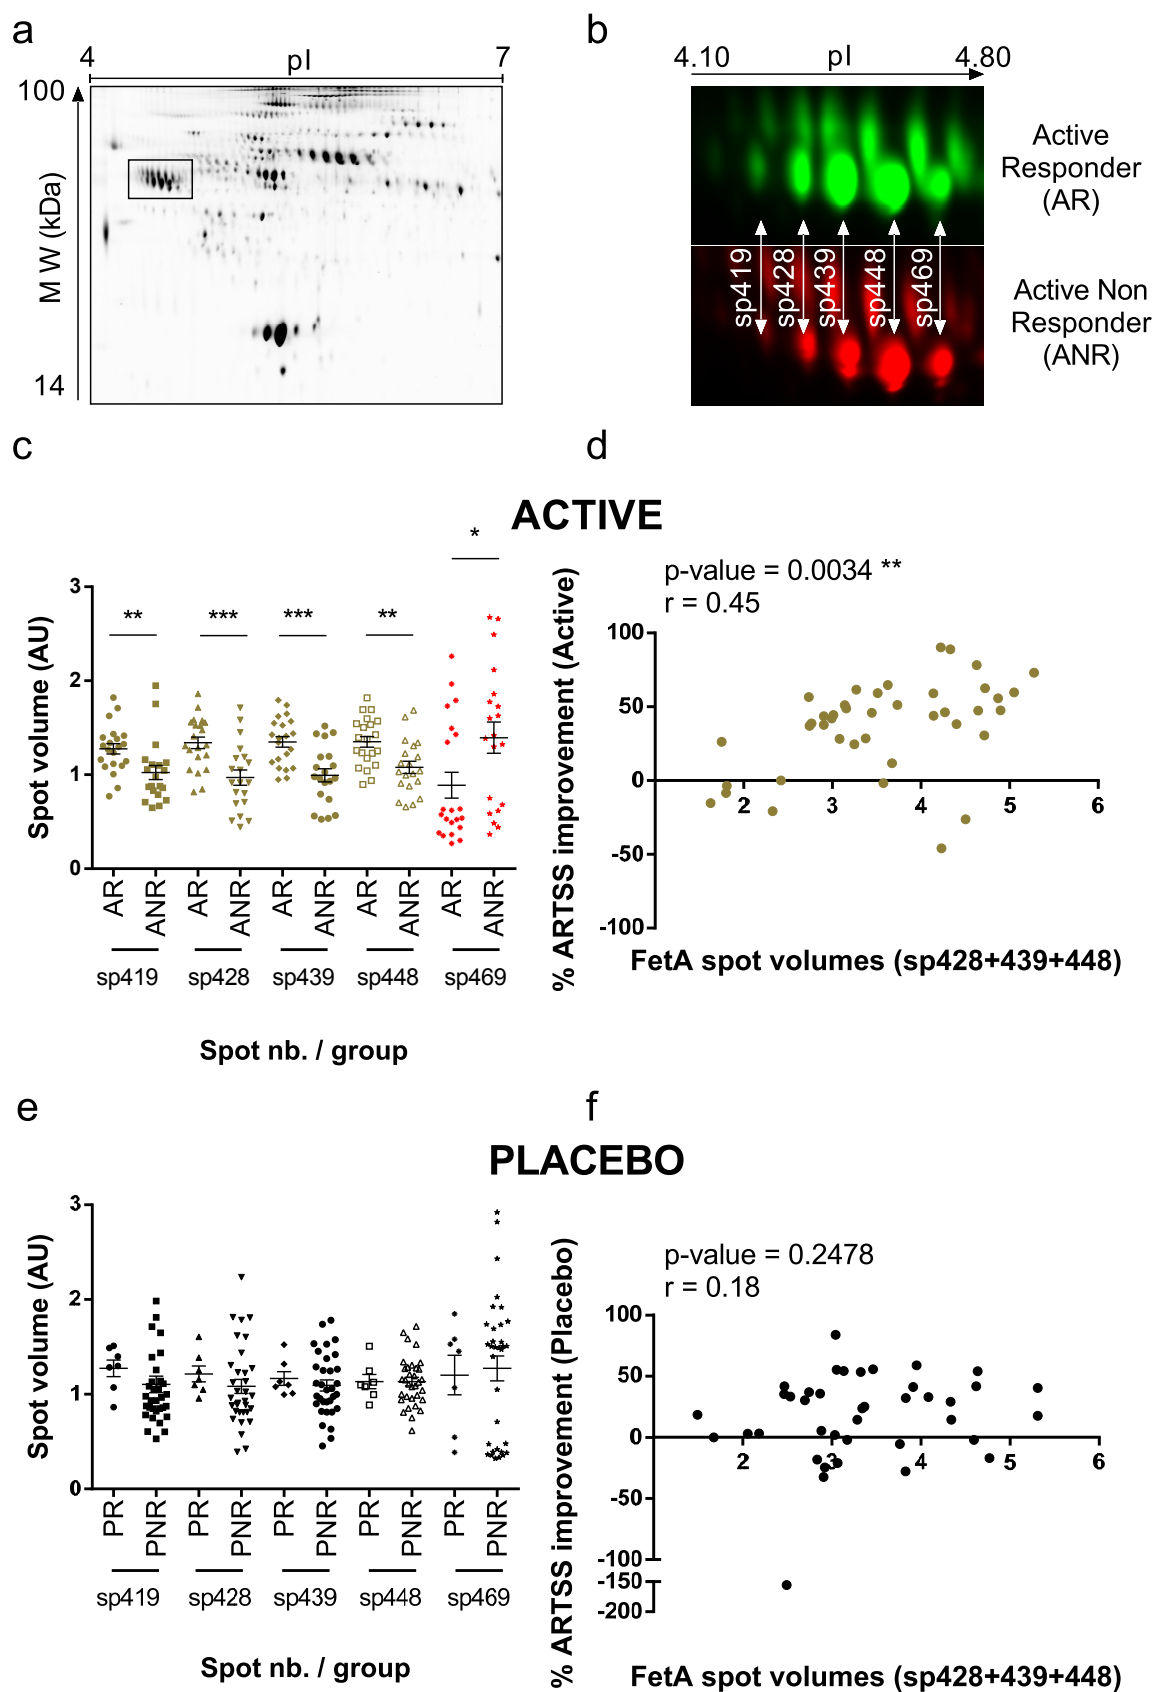 a
4
pI
7
100
M W (kDa)
14
b
4.10
pI
4.80
Active
Responder
(AR)
sp419
sp428
sp439
sp448
sp469
Active Non
Responder
(ANR)
c
d
ACTIVE
Spot volume (AU)
3
2
1
0
**
***
***
**
*
AR
ANR
AR
ANR
AR
ANR
AR
ANR
AR
ANR
sp419
sp428
sp439
sp448
sp469
Spot nb. / group
% ARTSS improvement (Active)
p-value = 0.0034 **
r = 0.45
100
50
0
-50
-100
2
3
4
5
6
FetA spot volumes (sp428+439+448)
e
f
PLACEBO
Spot volume (AU)
3
2
1
0
PR
PNR
PR
PNR
PR
PNR
PR
PNR
PR
PNR
sp419
sp428
sp439
sp448
sp469
Spot nb. / group
% ARTSS improvement (Placebo)
p-value = 0.2478
r = 0.18
100
50
0
-50
-100
-150
-200
2
3
4
5
6
FetA spot volumes (sp428+439+448)